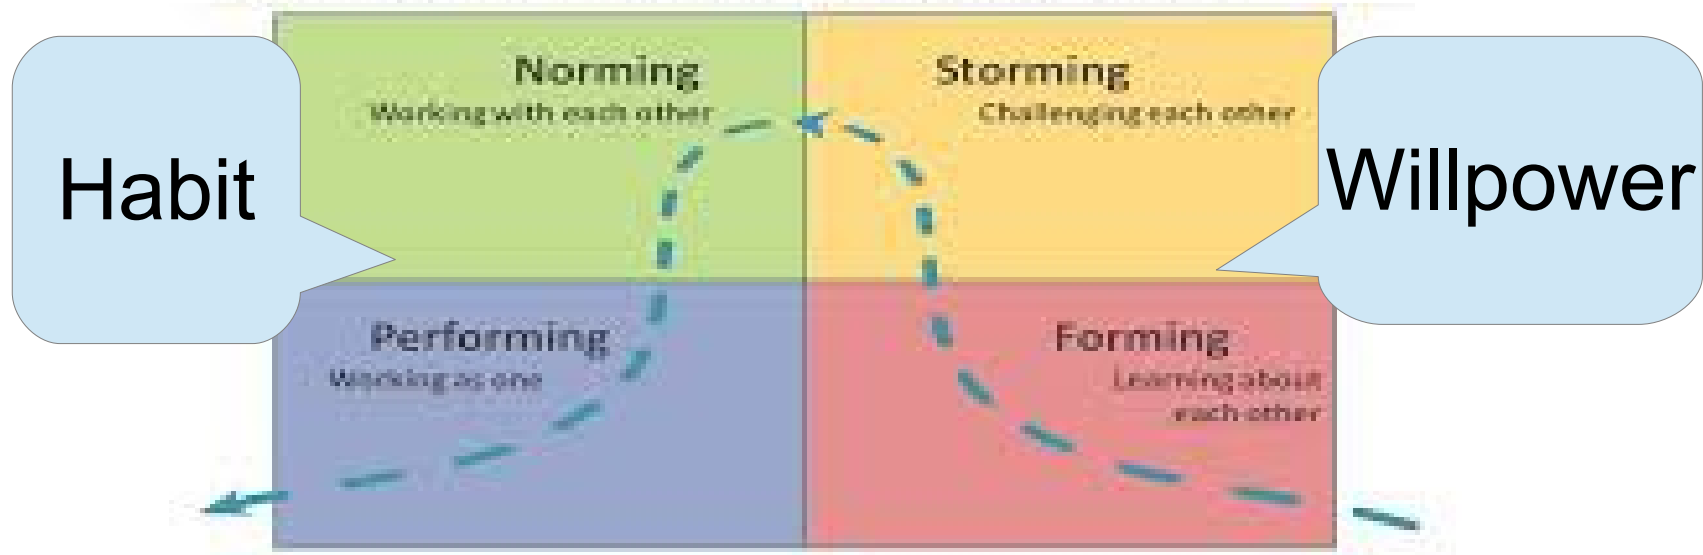 Habit
Norming
Working with each other
Storming
Challenging each other
Willpower
Performing
Working as one
Forming
Learning about
each other